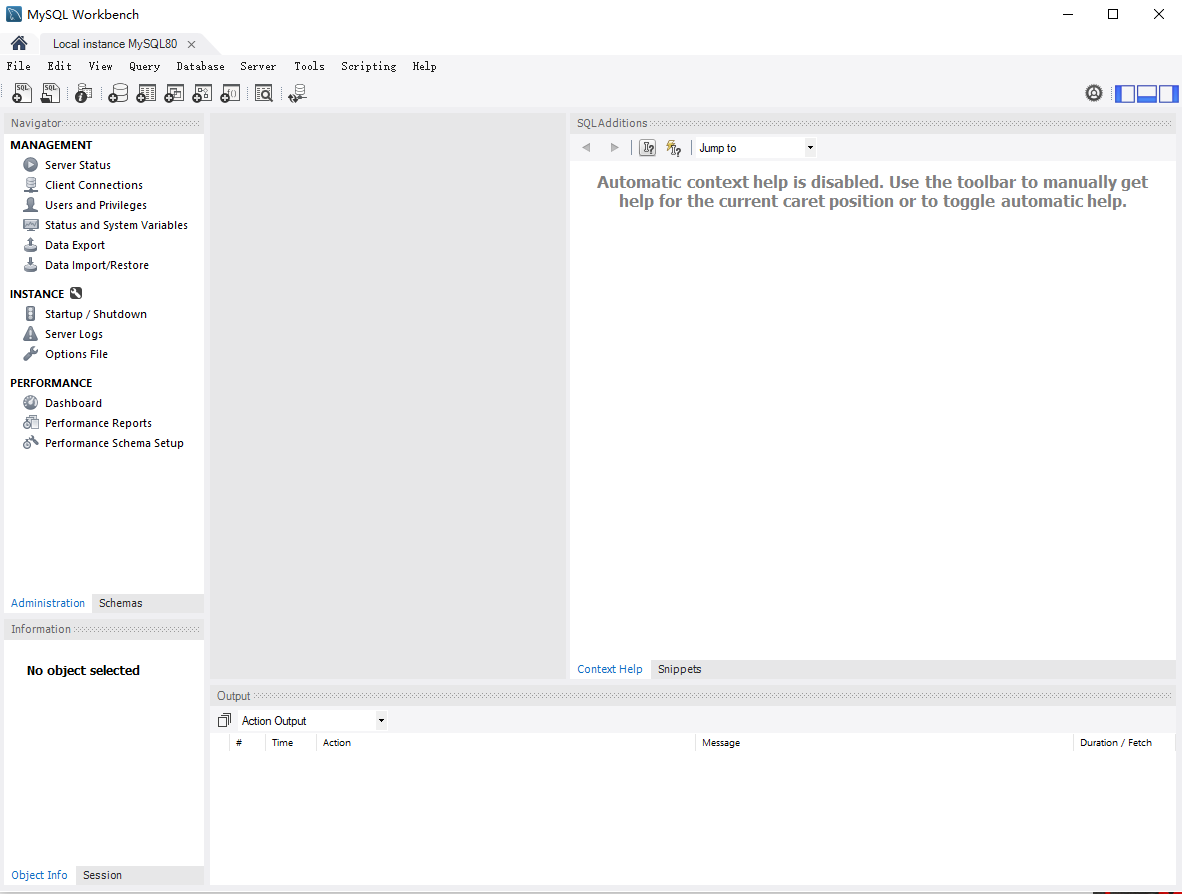 MySQL Workbench
Local instance MySQL80
File Edit View Query Database Server Tools Scripting Help
SQL SQL
Navigator
MANAGEMENT
Server Status
Client Connections
Users and Privileges
Status and System Variables
Data Export
Data Import/Restore
INSTANCE
Startup / Shutdown
Server Logs
Options File
PERFORMANCE
Dashboard
Performance Reports
Performance Schema Setup
Administration Schemas
Information
No object selected
Object Info Session
SQLAdditions
Jump to
Automatic context help is disabled. Use the toolbar to manually get
help for the current caret position or to toggle automatic help.
Context Help Snippets
Output
Action Output
# Time Action Message Duration / Fetch